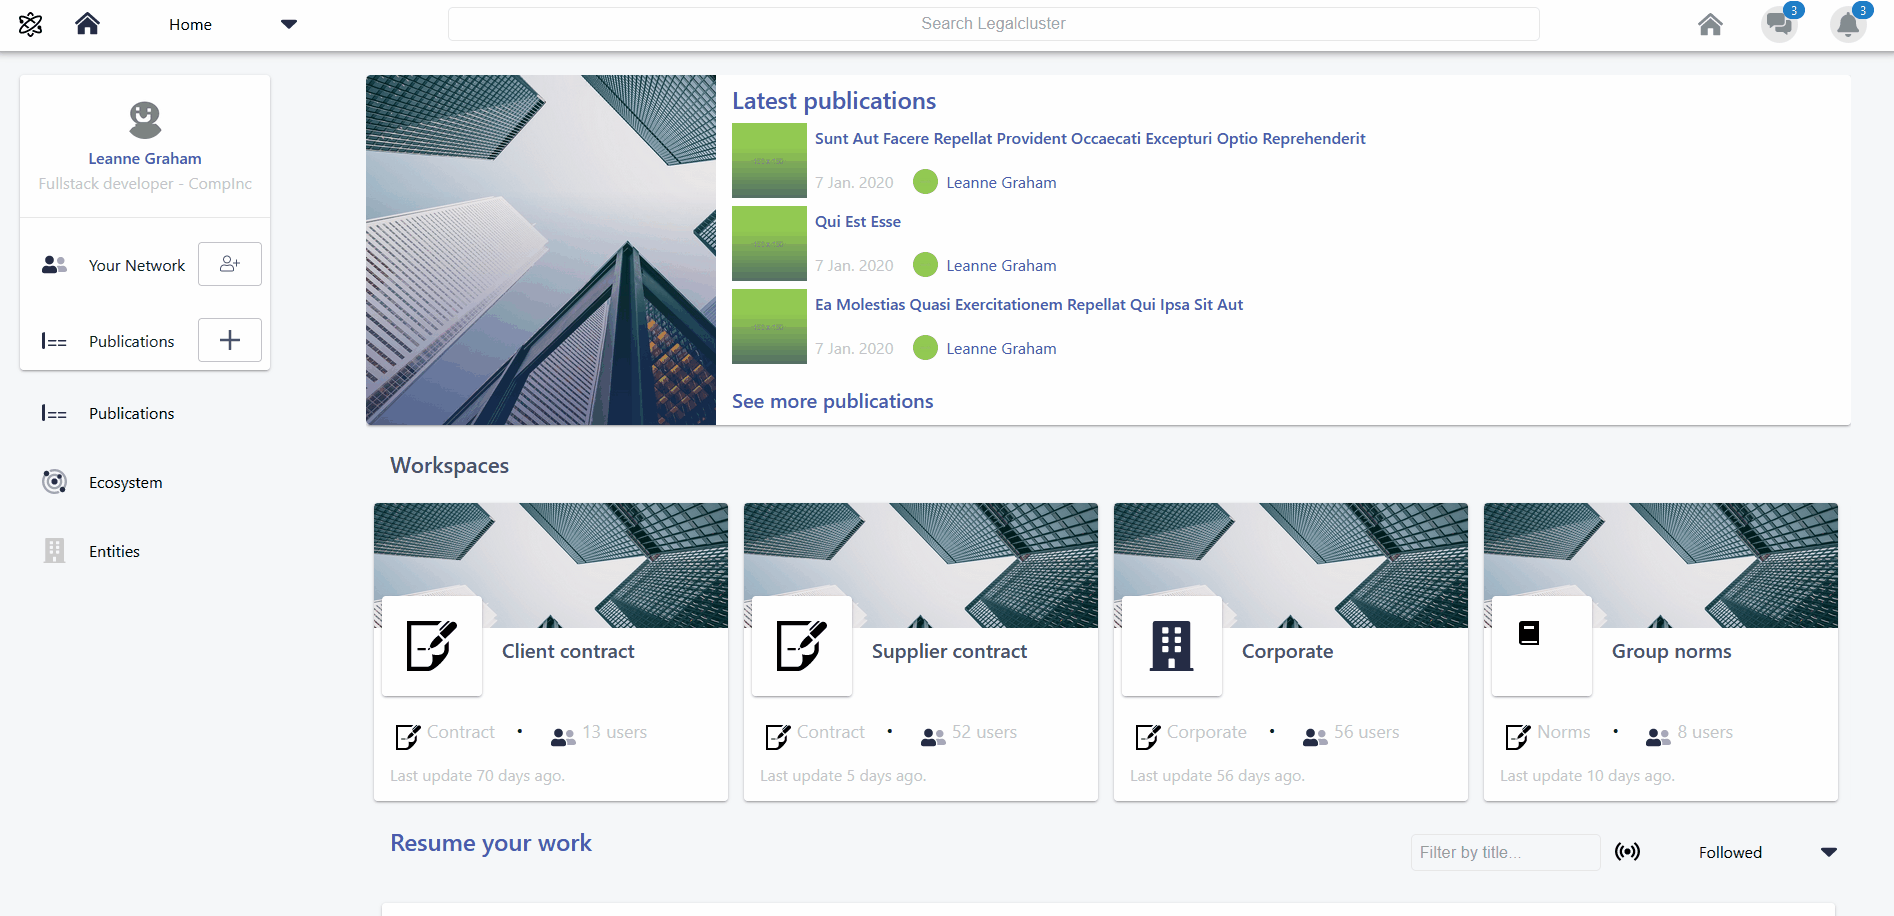 Home
Search Legalcluster
3
3
Leanne Graham
Fullstack developer - CompInc
Your Network
Publications
Publications
Ecosystem
Entities
Latest publications
Sunt Aut Facere Repellat Provident Occaecati Excepturi Optio Reprehenderit
7 Jan. 2020 Leanne Graham
Qui Est Esse
7 Jan. 2020 Leanne Graham
Ea Molestias Quasi Exercitationem Repellat Qui Ipsa Sit Aut
7 Jan. 2020 Leanne Graham
See more publications
Workspaces
Client contract
Contract • 13 users
Last update 70 days ago.
Supplier contract
Contract • 52 users
Last update 5 days ago.
Corporate
Corporate • 56 users
Last update 56 days ago.
Group norms
Norms • 8 users
Last update 10 days ago.
Resume your work
Filter by title...
Followed